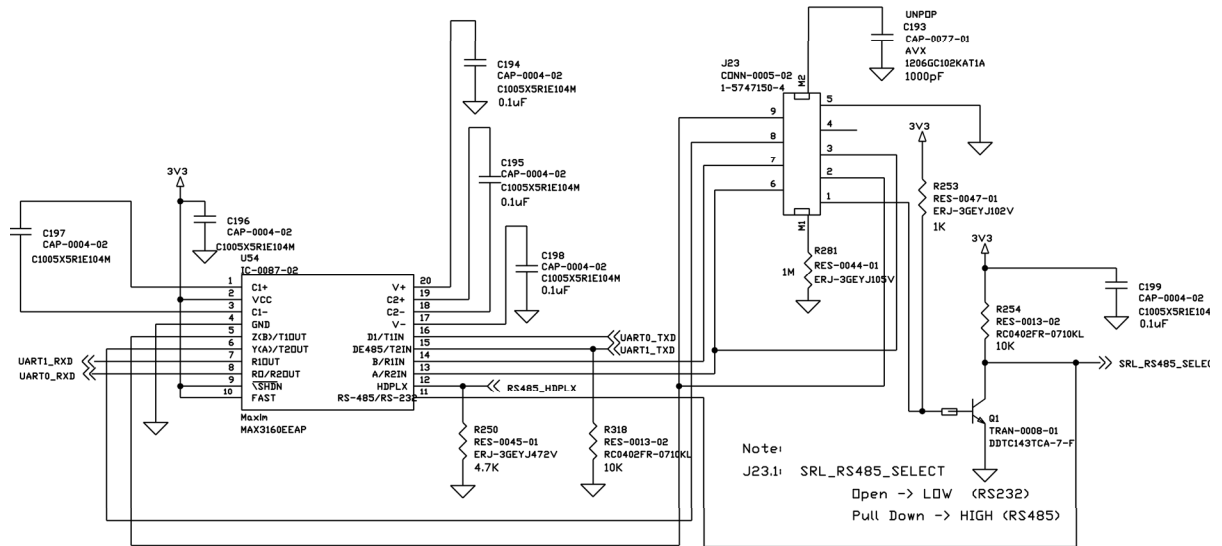 UNPOP
C193
CAP-0077-01
AVX
1206GC102KAT1A
1000pF
C194
CAP-0004-02
C1005X5R1E104M
0.1uF
J23
CONN-0005-02
1-5747150-4
M2
9
8
7
6
5
4
3
2
1
M1
3V3
R253
RES-0047-01
ERJ-3GEYJ102V
1K
C195
CAP-0004-02
C1005X5R1E104M
0.1uF
3V3
C196
CAP-0004-02
C1005X5R1E104M
C197
CAP-0004-02
C1005X5R1E104M
C198
CAP-0004-02
C1005X5R1E104M
0.1uF
R281
1M
RES-0044-01
ERJ-3GEYJ105V
3V3
C199
CAP-0004-02
C1005X5R1E104M
0.1uF
R254
RES-0013-02
RC0402FR-0710KL
10K
U54
IC-0087-02
1 C1+ V+ 20
2 VCC C2+ 19
3 C1- C2- 18
4 GND V- 17
5 Z(B)/T1OUT D1/T1IN 16
6 Y(A)/T2OUT DE485/T2IN 15
7 R1OUT B/R1IN 14
8 RO/R2OUT A/R2IN 13
9 \SHDN HDPLX 12
10 FAST RS-485/RS-232 11
Maxim
MAX3160EEAP
UART1_RXD
UART0_RXD
UART0_TXD
UART1_TXD
RS485_HDPLX
SRL_RS485_SELEC
R250
RES-0045-01
ERJ-3GEYJ472V
4.7K
R318
RES-0013-02
RC0402FR-0710KL
10K
Q1
TRAN-0008-01
DDTC143TCA-7-F
Note:
J23.1: SRL_RS485_SELECT
Open -> LOW (RS232)
Pull Down -> HIGH (RS485)